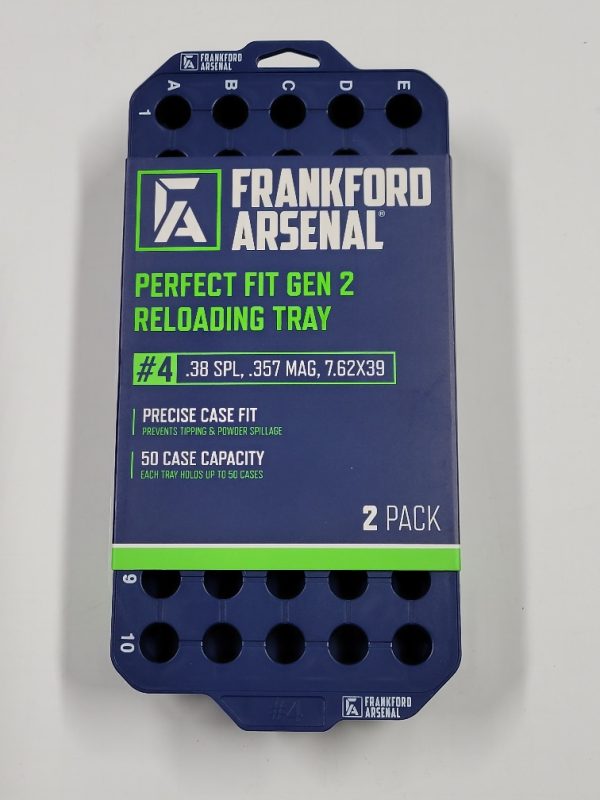 FRANKFORD
ARSENAL
A B C D E
1
FRANKFORD
ARSENAL®
PERFECT FIT GEN 2
RELOADING TRAY
#4 .38 SPL, .357 MAG, 7.62X39
PRECISE CASE FIT
PREVENTS TIPPING & POWDER SPILLAGE
50 CASE CAPACITY
EACH TRAY HOLDS UP TO 50 CASES
2 PACK
9
10
#4
FRANKFORD
ARSENAL